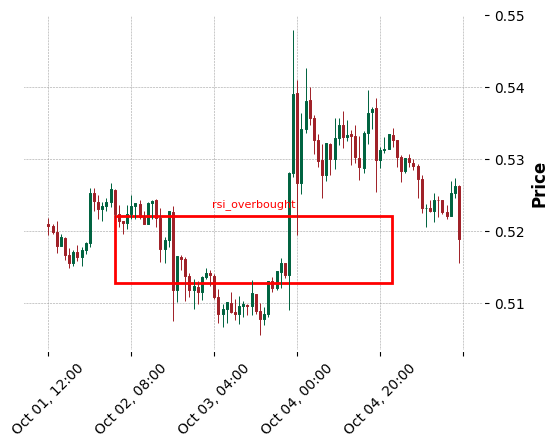 0.55
0.54
0.53
0.52
0.51
Price
rsi_overbought
Oct 01, 12:00
Oct 02, 08:00
Oct 03, 04:00
Oct 04, 00:00
Oct 04, 20:00